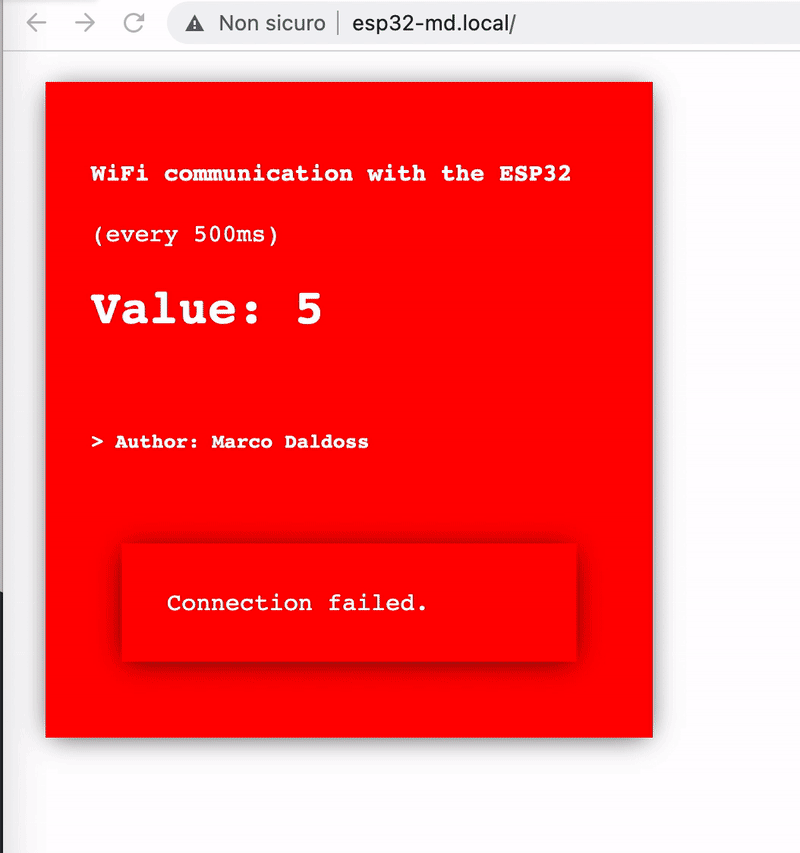 Non sicuro | esp32-md.local/
WiFi communication with the ESP32
(every 500ms)
Value: 5
> Author: Marco Daldoss
Connection failed.